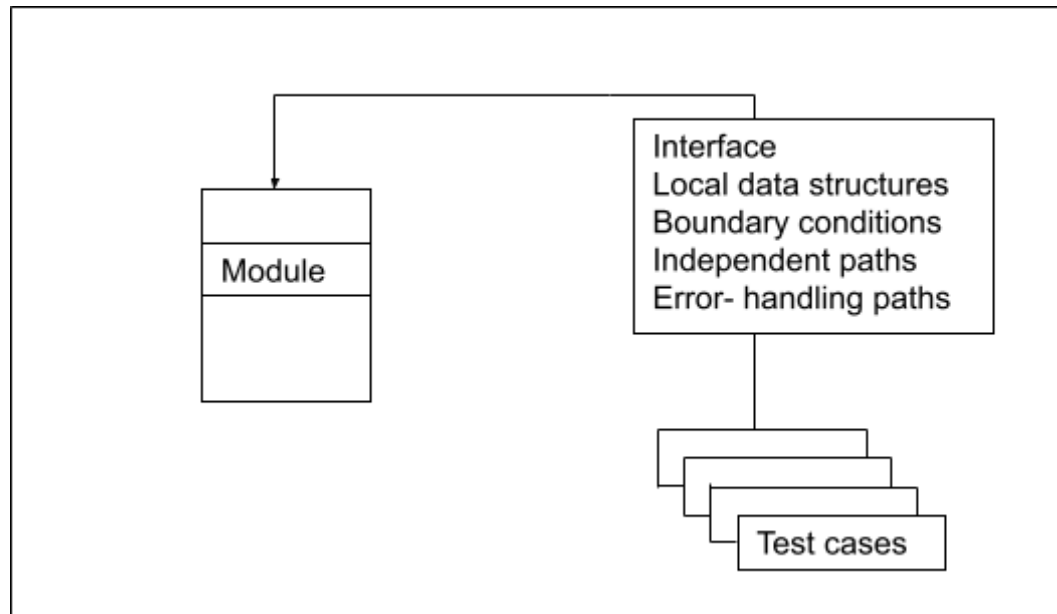 Module
Interface
Local data structures
Boundary conditions
Independent paths
Error- handling paths
Test cases